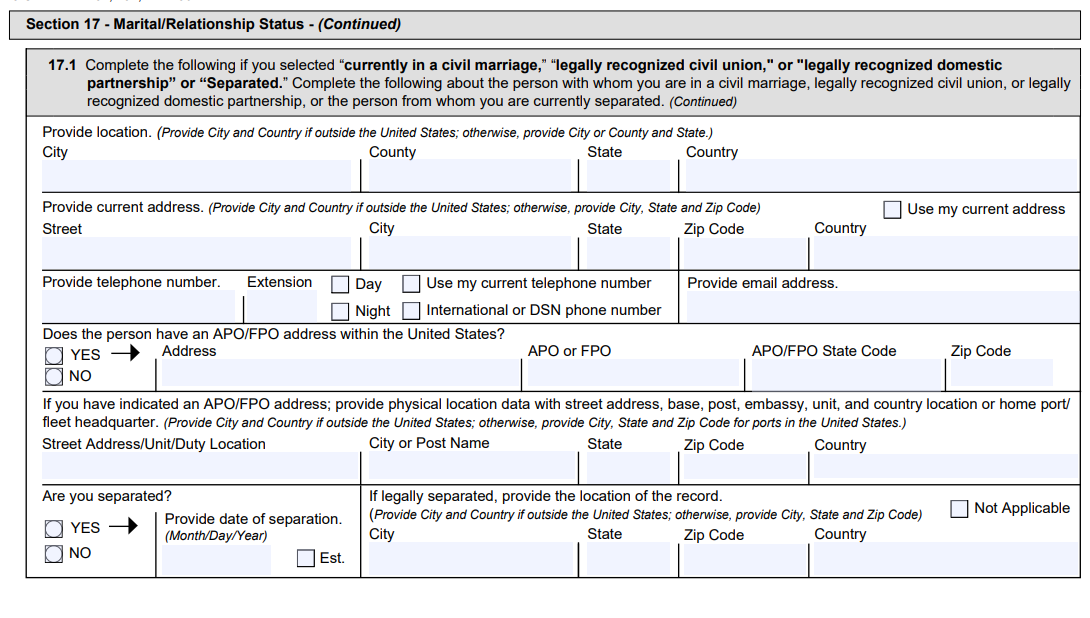 Section 17 - Marital/Relationship Status - (Continued)
17.1 Complete the following if you selected “currently in a civil marriage,” “legally recognized civil union," or "legally recognized domestic
partnership” or “Separated.” Complete the following about the person with whom you are in a civil marriage, legally recognized civil union, or legally
recognized domestic partnership, or the person from whom you are currently separated. (Continued)
Provide location. (Provide City and Country if outside the United States; otherwise, provide City or County and State.)
City County State Country
Provide current address. (Provide City and Country if outside the United States; otherwise, provide City, State and Zip Code) Use my current address
Street City State Zip Code Country
Provide telephone number. Extension Day Use my current telephone number Provide email address.
Night International or DSN phone number
Does the person have an APO/FPO address within the United States?
YES Address APO or FPO APO/FPO State Code Zip Code
NO
If you have indicated an APO/FPO address; provide physical location data with street address, base, post, embassy, unit, and country location or home port/
fleet headquarter. (Provide City and Country if outside the United States; otherwise, provide City, State and Zip Code for ports in the United States.)
Street Address/Unit/Duty Location City or Post Name State Zip Code Country
Are you separated? If legally separated, provide the location of the record.
(Provide City and Country if outside the United States; otherwise, provide City, State and Zip Code) Not Applicable
YES Provide date of separation. City State Zip Code Country
(Month/Day/Year)
NO Est.